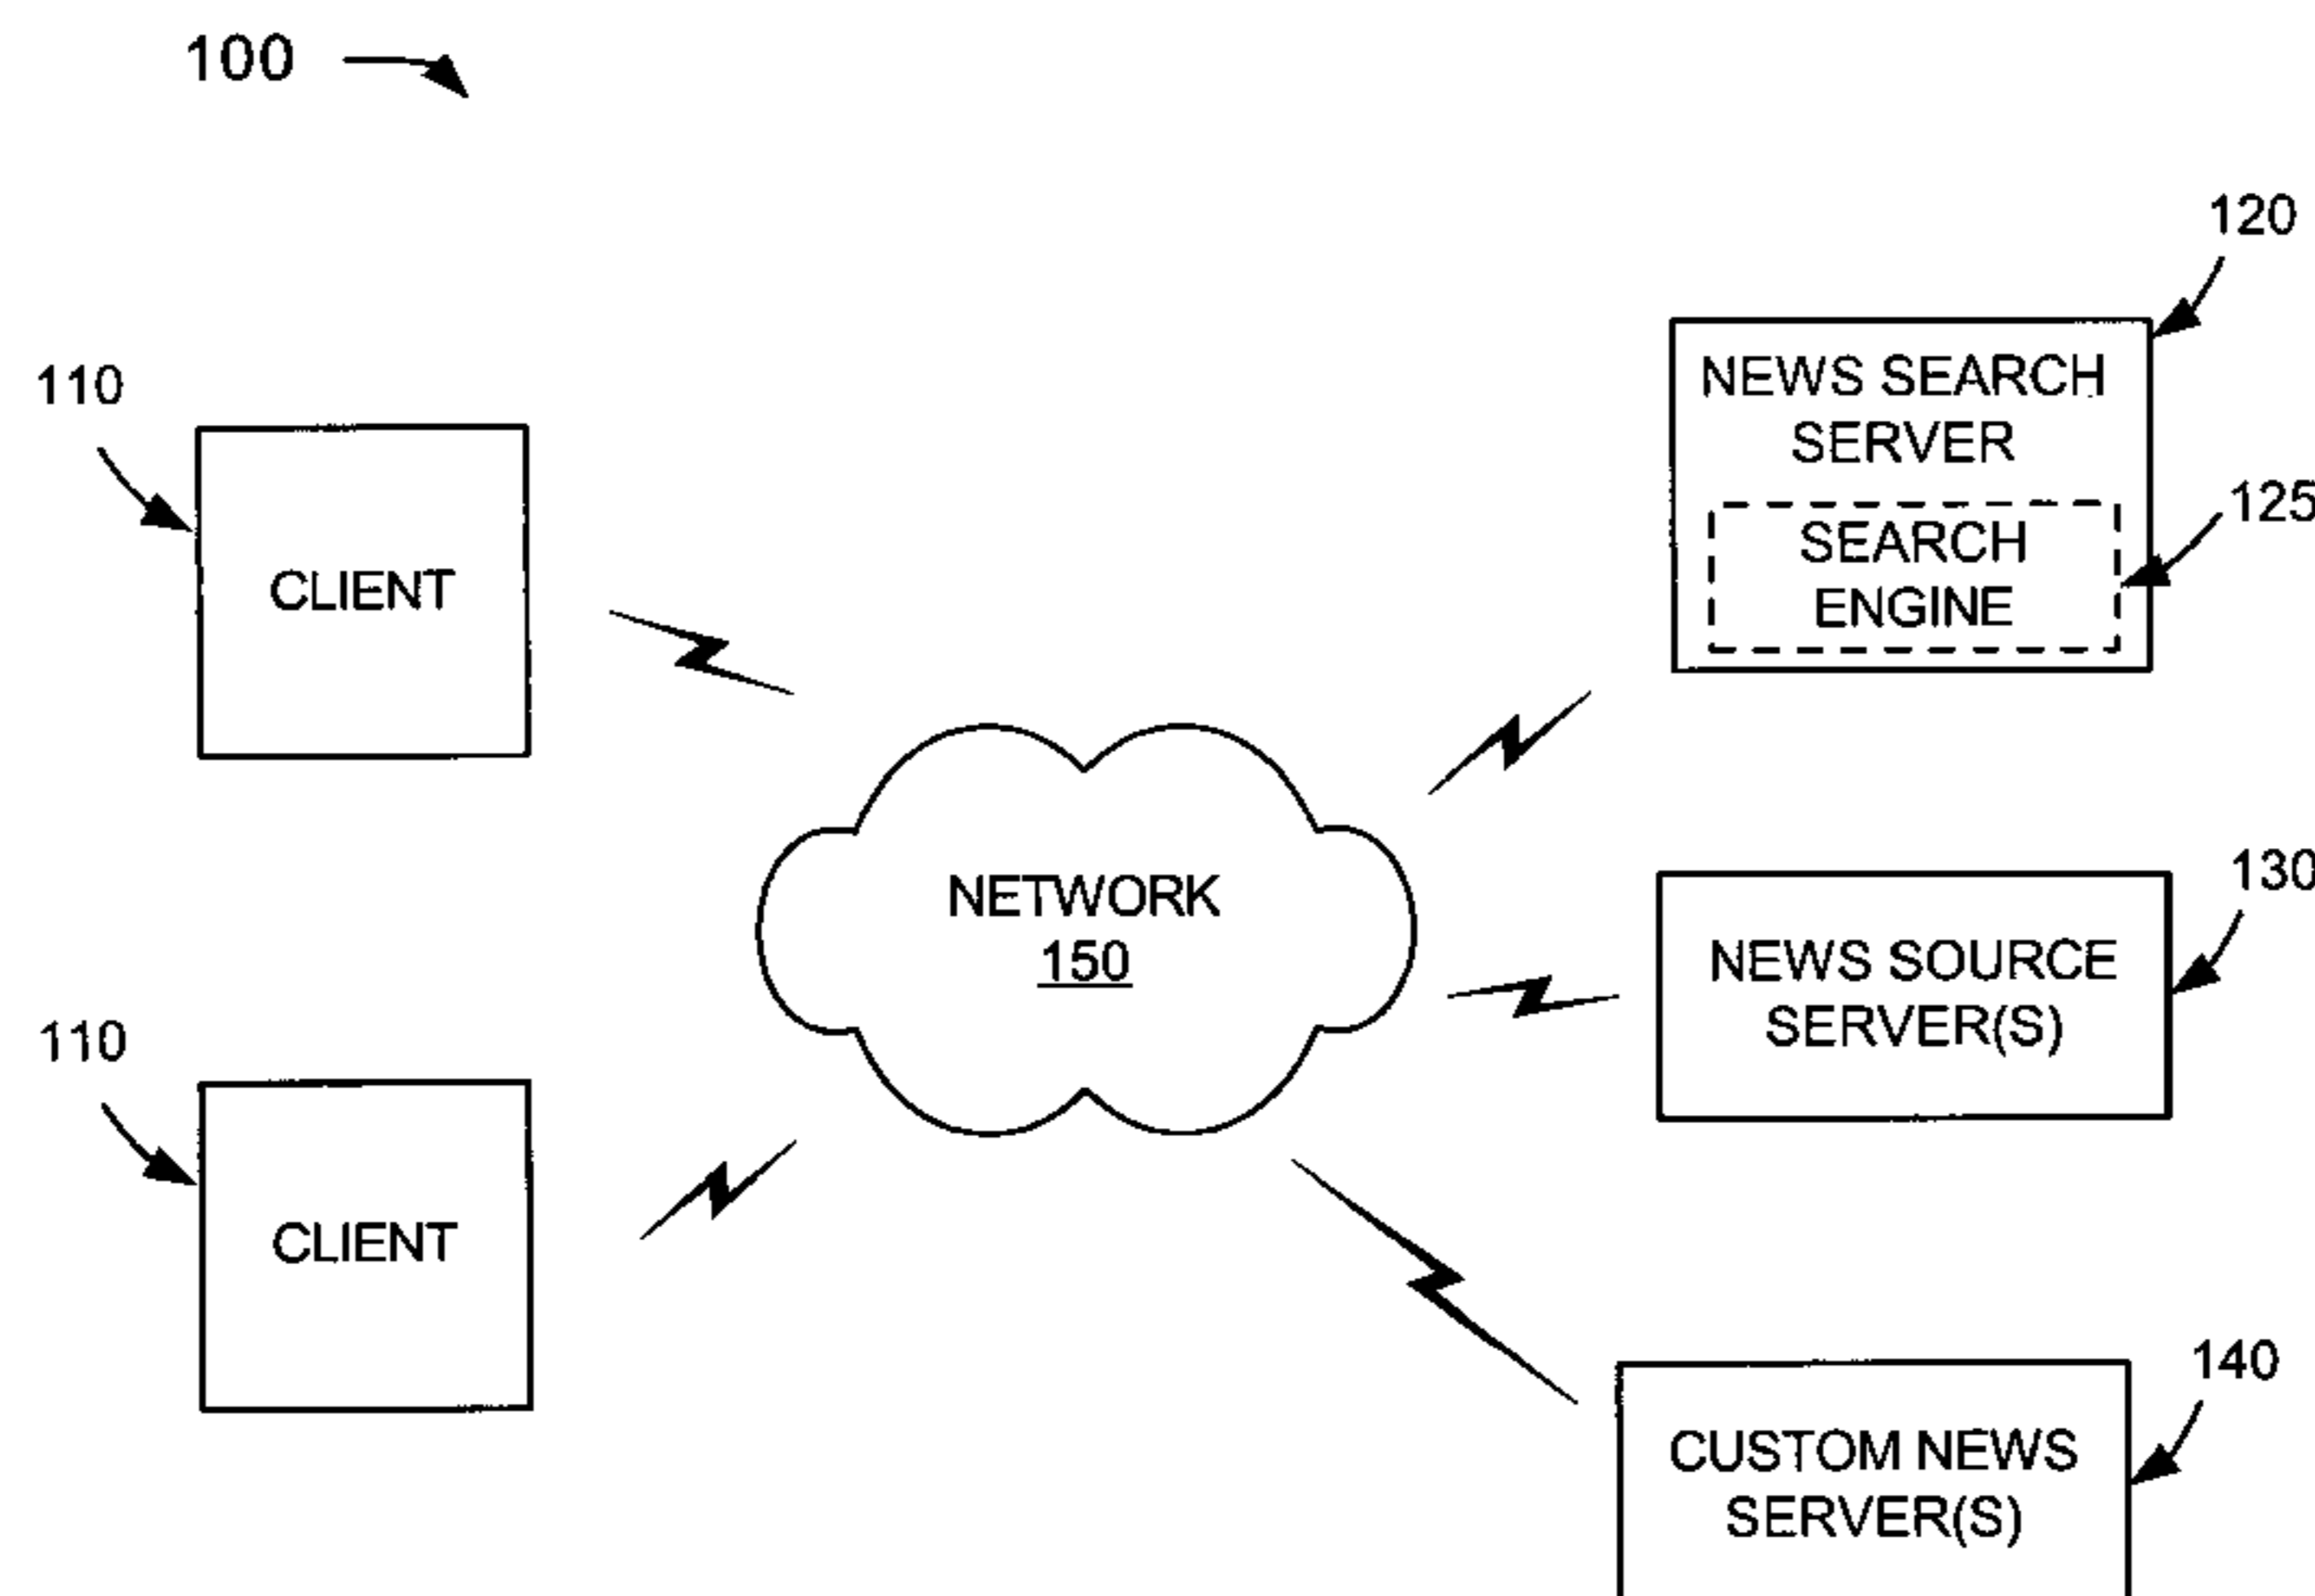 100
120
110
NEWS SEARCH
SERVER
125
SEARCH
ENGINE
CLIENT
130
NETWORK
150
NEWS SOURCE
SERVER(S)
110
CLIENT
140
CUSTOM NEWS
SERVER(S)